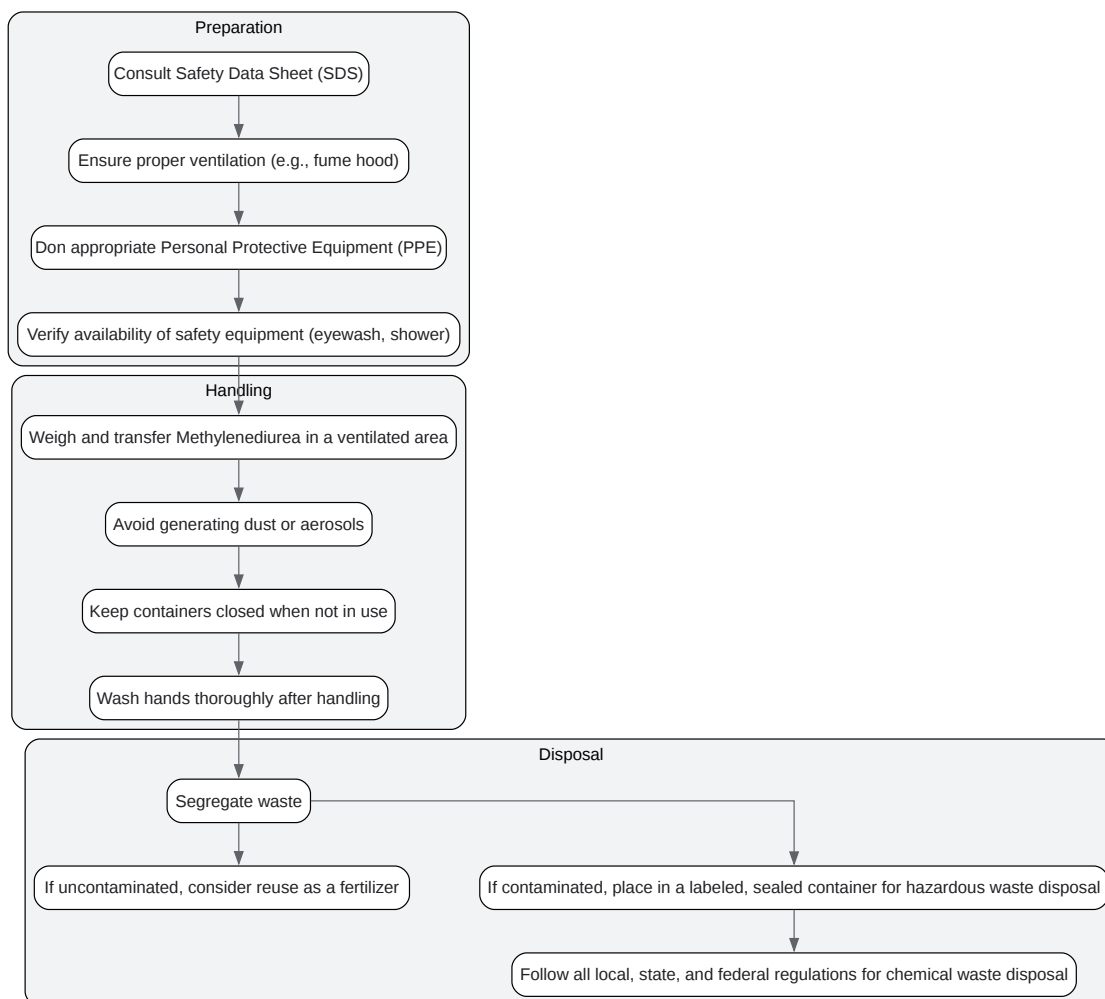 Preparation
Consult Safety Data Sheet (SDS)
Ensure proper ventilation (e.g., fume hood)
Don appropriate Personal Protective Equipment (PPE)
Verify availability of safety equipment (eyewash, shower)
Handling
Weigh and transfer Methylenediurea in a ventilated area
Avoid generating dust or aerosols
Keep containers closed when not in use
Wash hands thoroughly after handling
Disposal
Segregate waste
If uncontaminated, consider reuse as a fertilizer
If contaminated, place in a labeled, sealed container for hazardous waste disposal
Follow all local, state, and federal regulations for chemical waste disposal